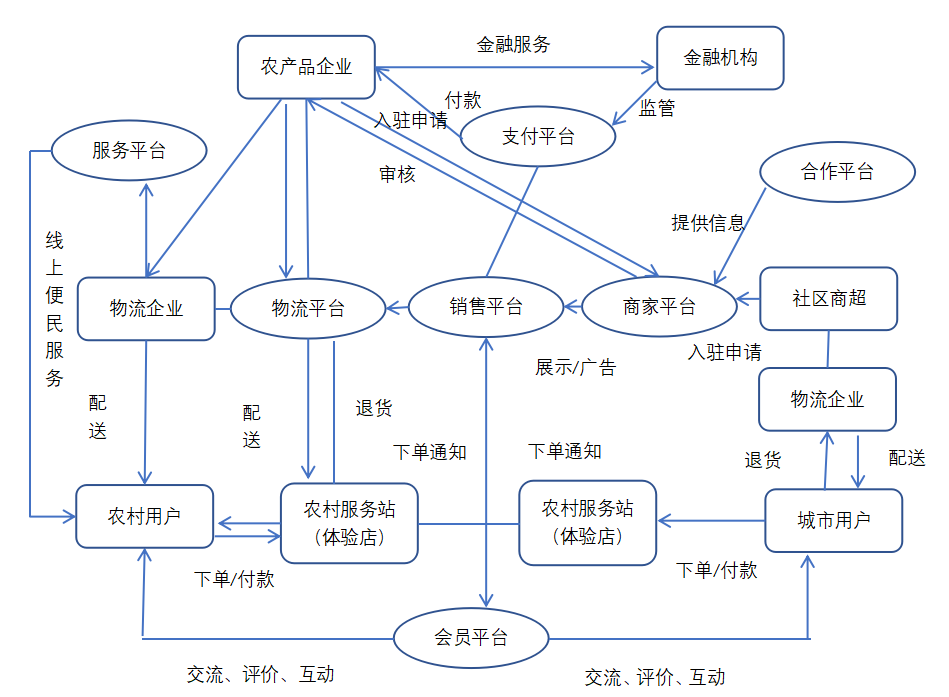 金融服务
农产品企业
金融机构
付款
监管
入驻申请
支付平台
服务平台
审核
合作平台
提供信息
线
上
便
民
服
务
物流企业
物流平台
销售平台
商家平台
社区商超
入驻申请
展示/广告
物流企业
配
送
配
送
退货
下单通知
下单通知
退货
配送
农村用户
农村服务站
（体验店）
农村服务站
（体验店）
城市用户
下单/付款
下单/付款
会员平台
交流、评价、互动
交流、评价、互动